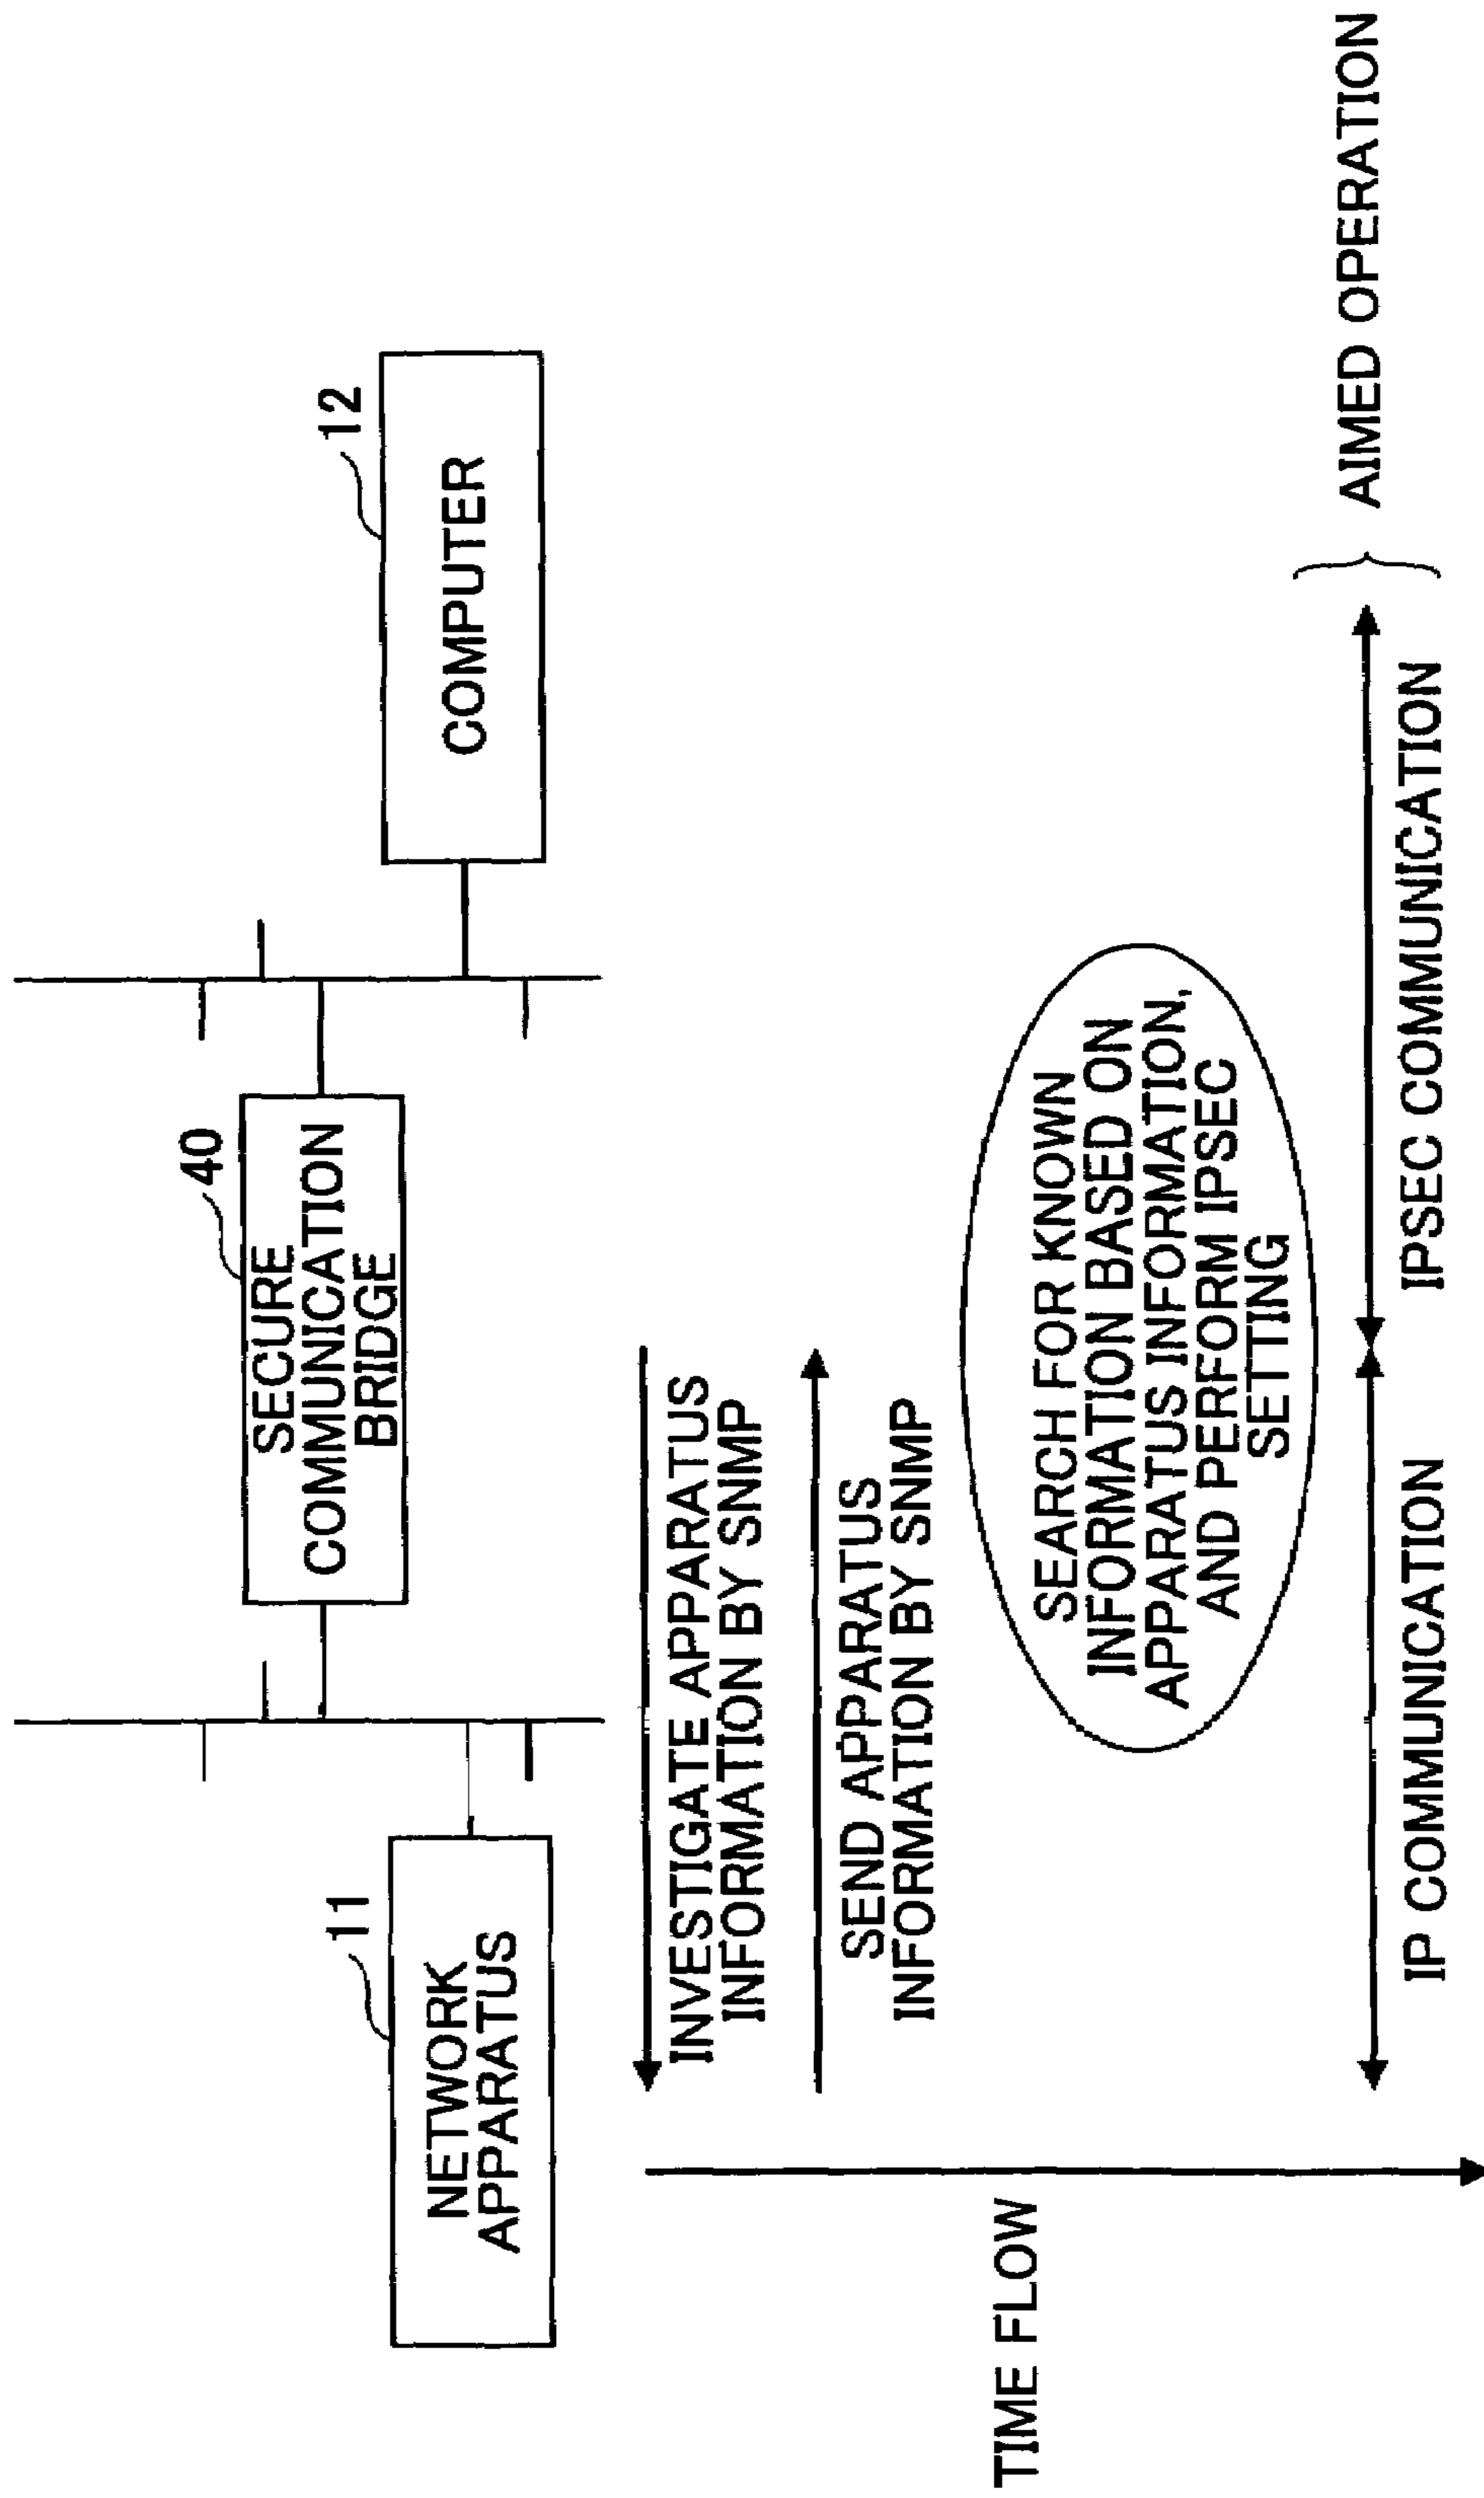 11
NETWORK
APPARATUS
40
SECURE
COMMUNICATION
BRIDGE
12
COMPUTER
INVESTIGATE APPARATUS
INFORMATION BY SNMP
SEND APPARATUS
INFORMATION BY SNMP
TIME FLOW
SEARCH FOR KNOWN
INFORMATION BASED ON
APPARATUS INFORMATION,
AND PERFORM IPSEC
SETTING
AIMED OPERATION
IP COMMUNICATION
IPSEC COMMUNICATION